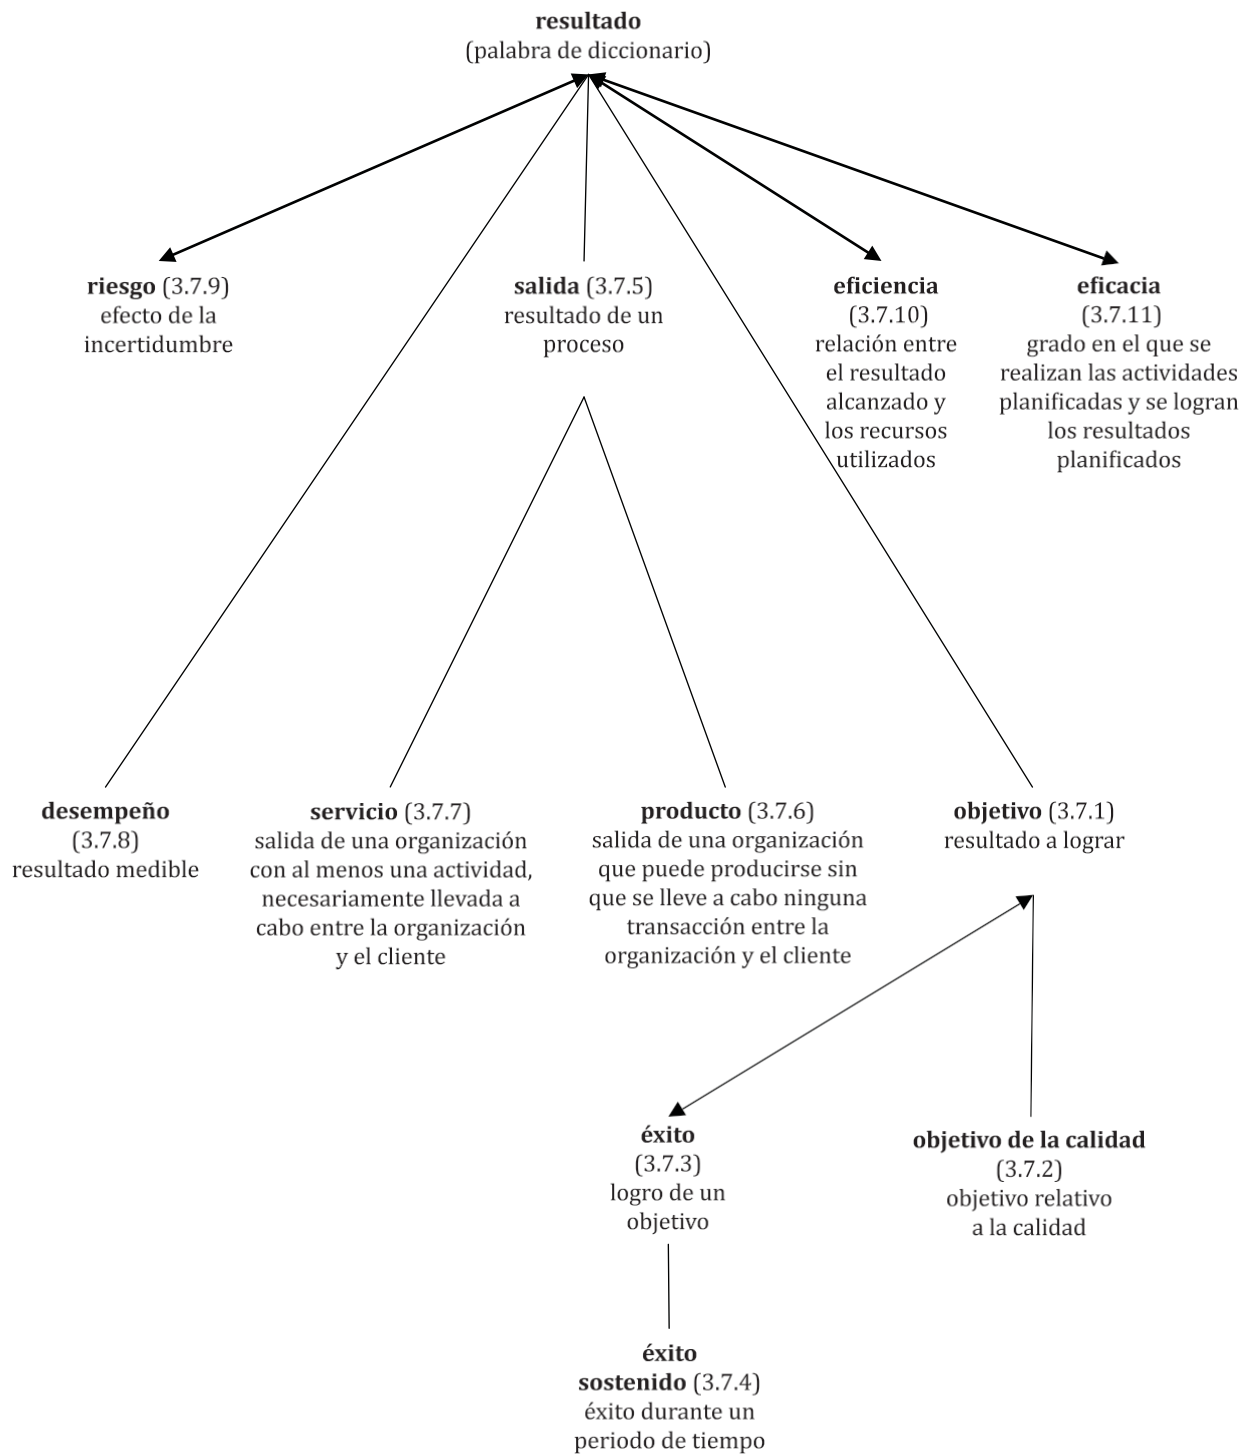 resultado
(palabra de diccionario)
riesgo (3.7.9)
efecto de la
incertidumbre
salida (3.7.5)
resultado de un
proceso
eficiencia
(3.7.10)
relación entre
el resultado
alcanzado y
los recursos
utilizados
eficacia
(3.7.11)
grado en el que se
realizan las actividades
planificadas y se logran
los resultados
planificados
desempeño
(3.7.8)
resultado medible
servicio (3.7.7)
salida de una organización
con al menos una actividad,
necesariamente llevada a
cabo entre la organización
y el cliente
producto (3.7.6)
salida de una organización
que puede producirse sin
que se lleve a cabo ninguna
transacción entre la
organización y el cliente
objetivo (3.7.1)
resultado a lograr
éxito
(3.7.3)
logro de un
objetivo
objetivo de la calidad
(3.7.2)
objetivo relativo
a la calidad
éxito
sostenido (3.7.4)
éxito durante un
periodo de tiempo